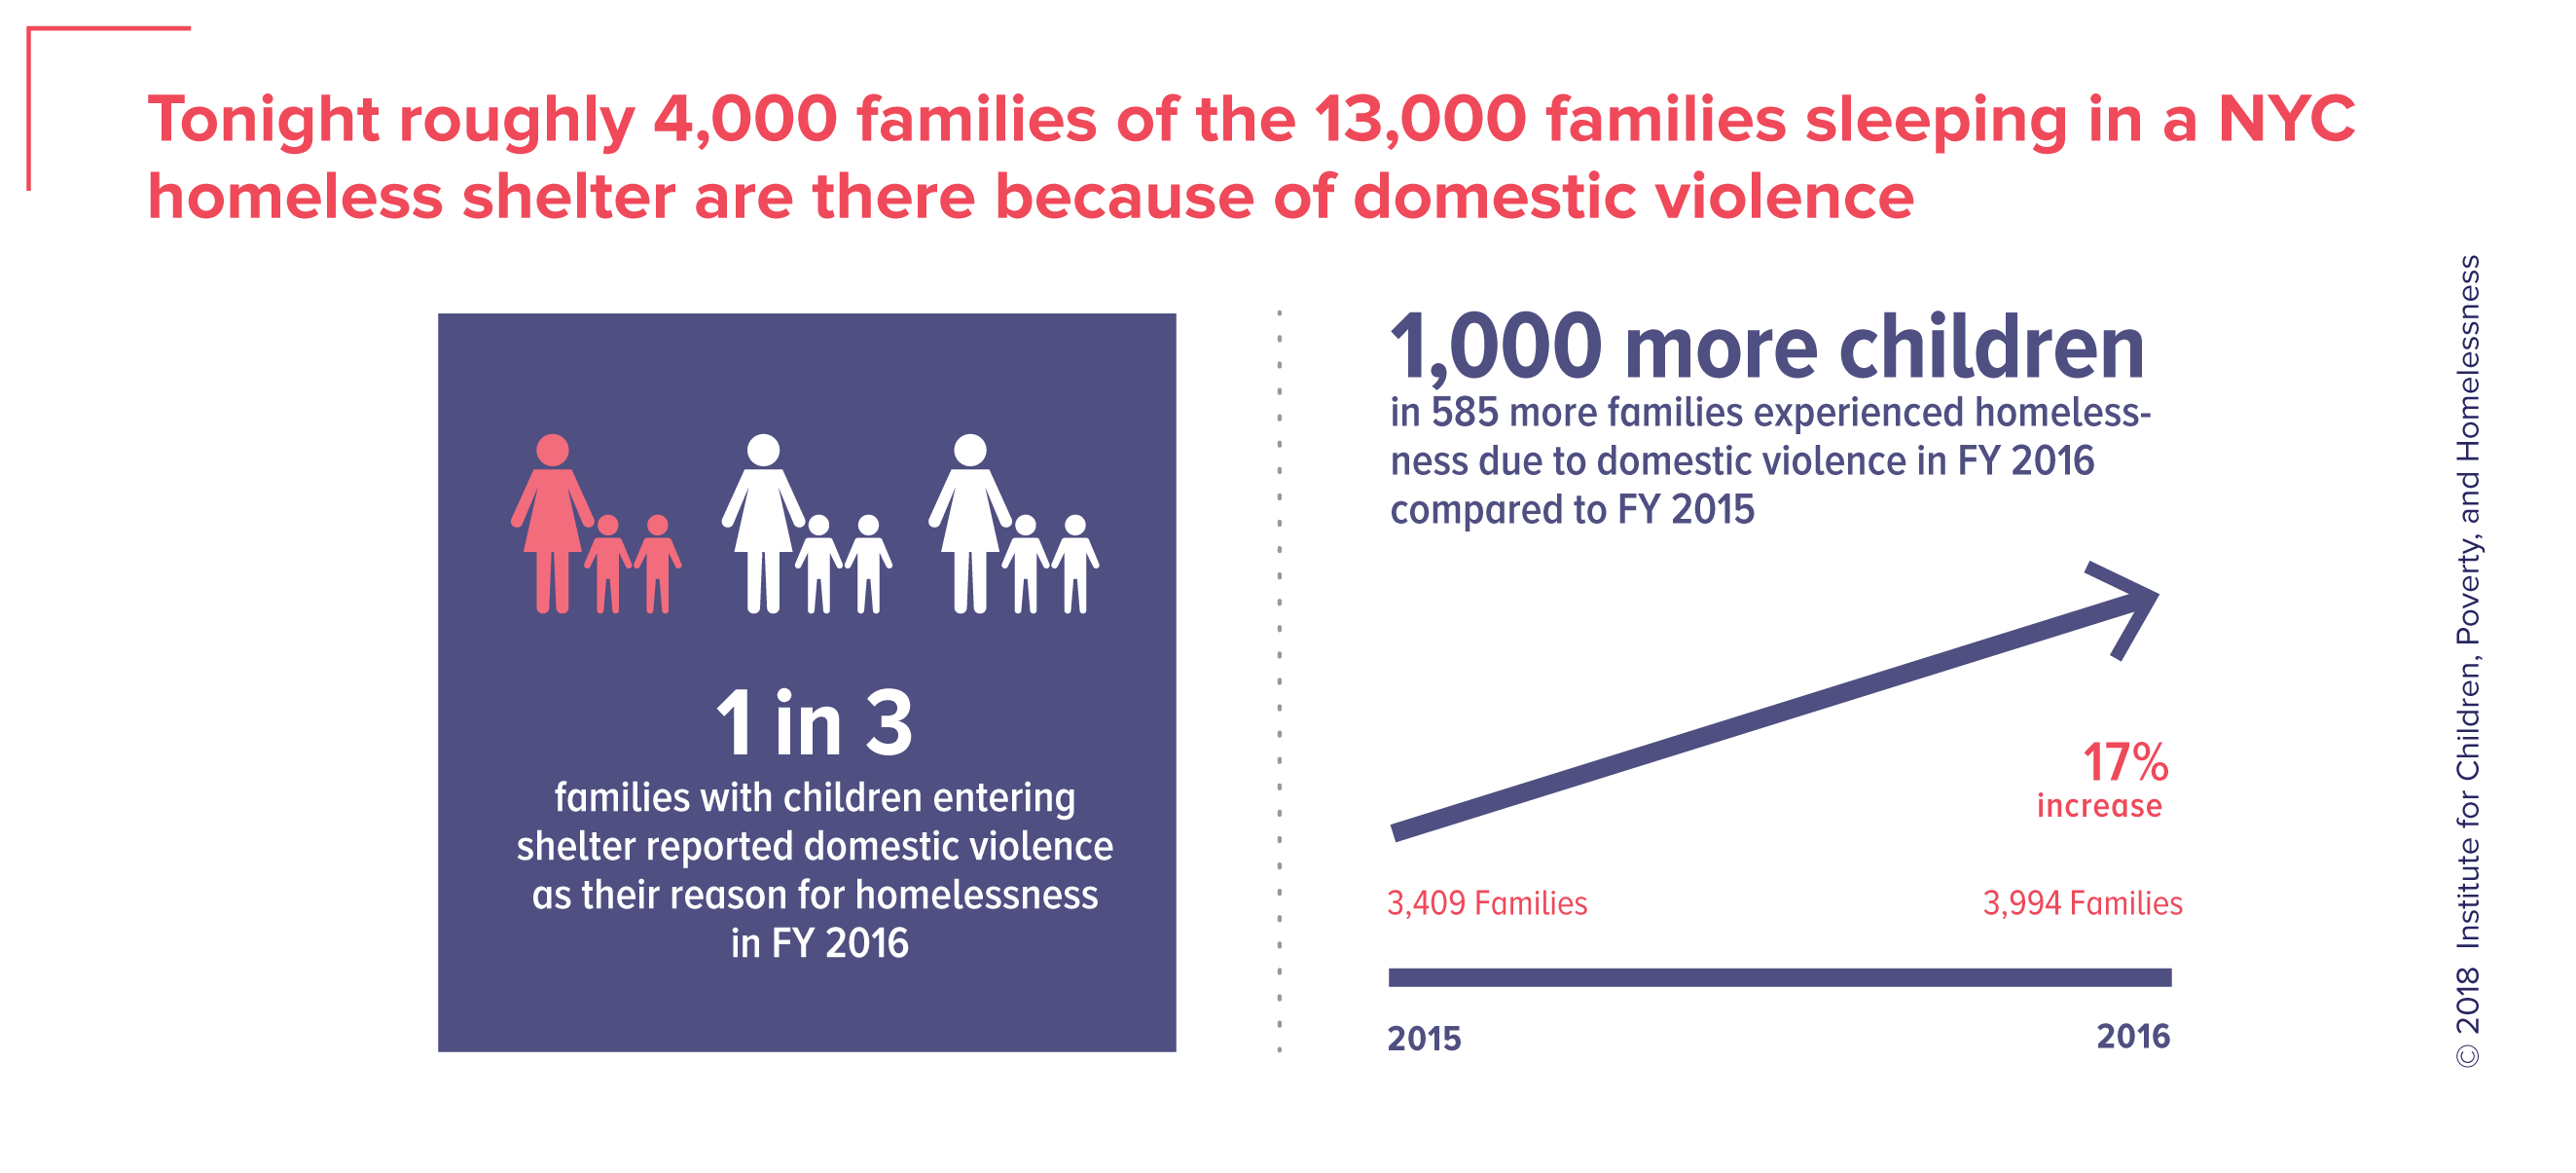 Tonight roughly 4,000 families of the 13,000 families sleeping in a NYC
homeless shelter are there because of domestic violence
1 in 3
families with children entering
shelter reported domestic violence
as their reason for homelessness
in FY 2016
1,000 more children
in 585 more families experienced homeless-
ness due to domestic violence in FY 2016
compared to FY 2015
17%
increase
3,409 Families
3,994 Families
2015
2016
© 2018 Institute for Children, Poverty, and Homelessness